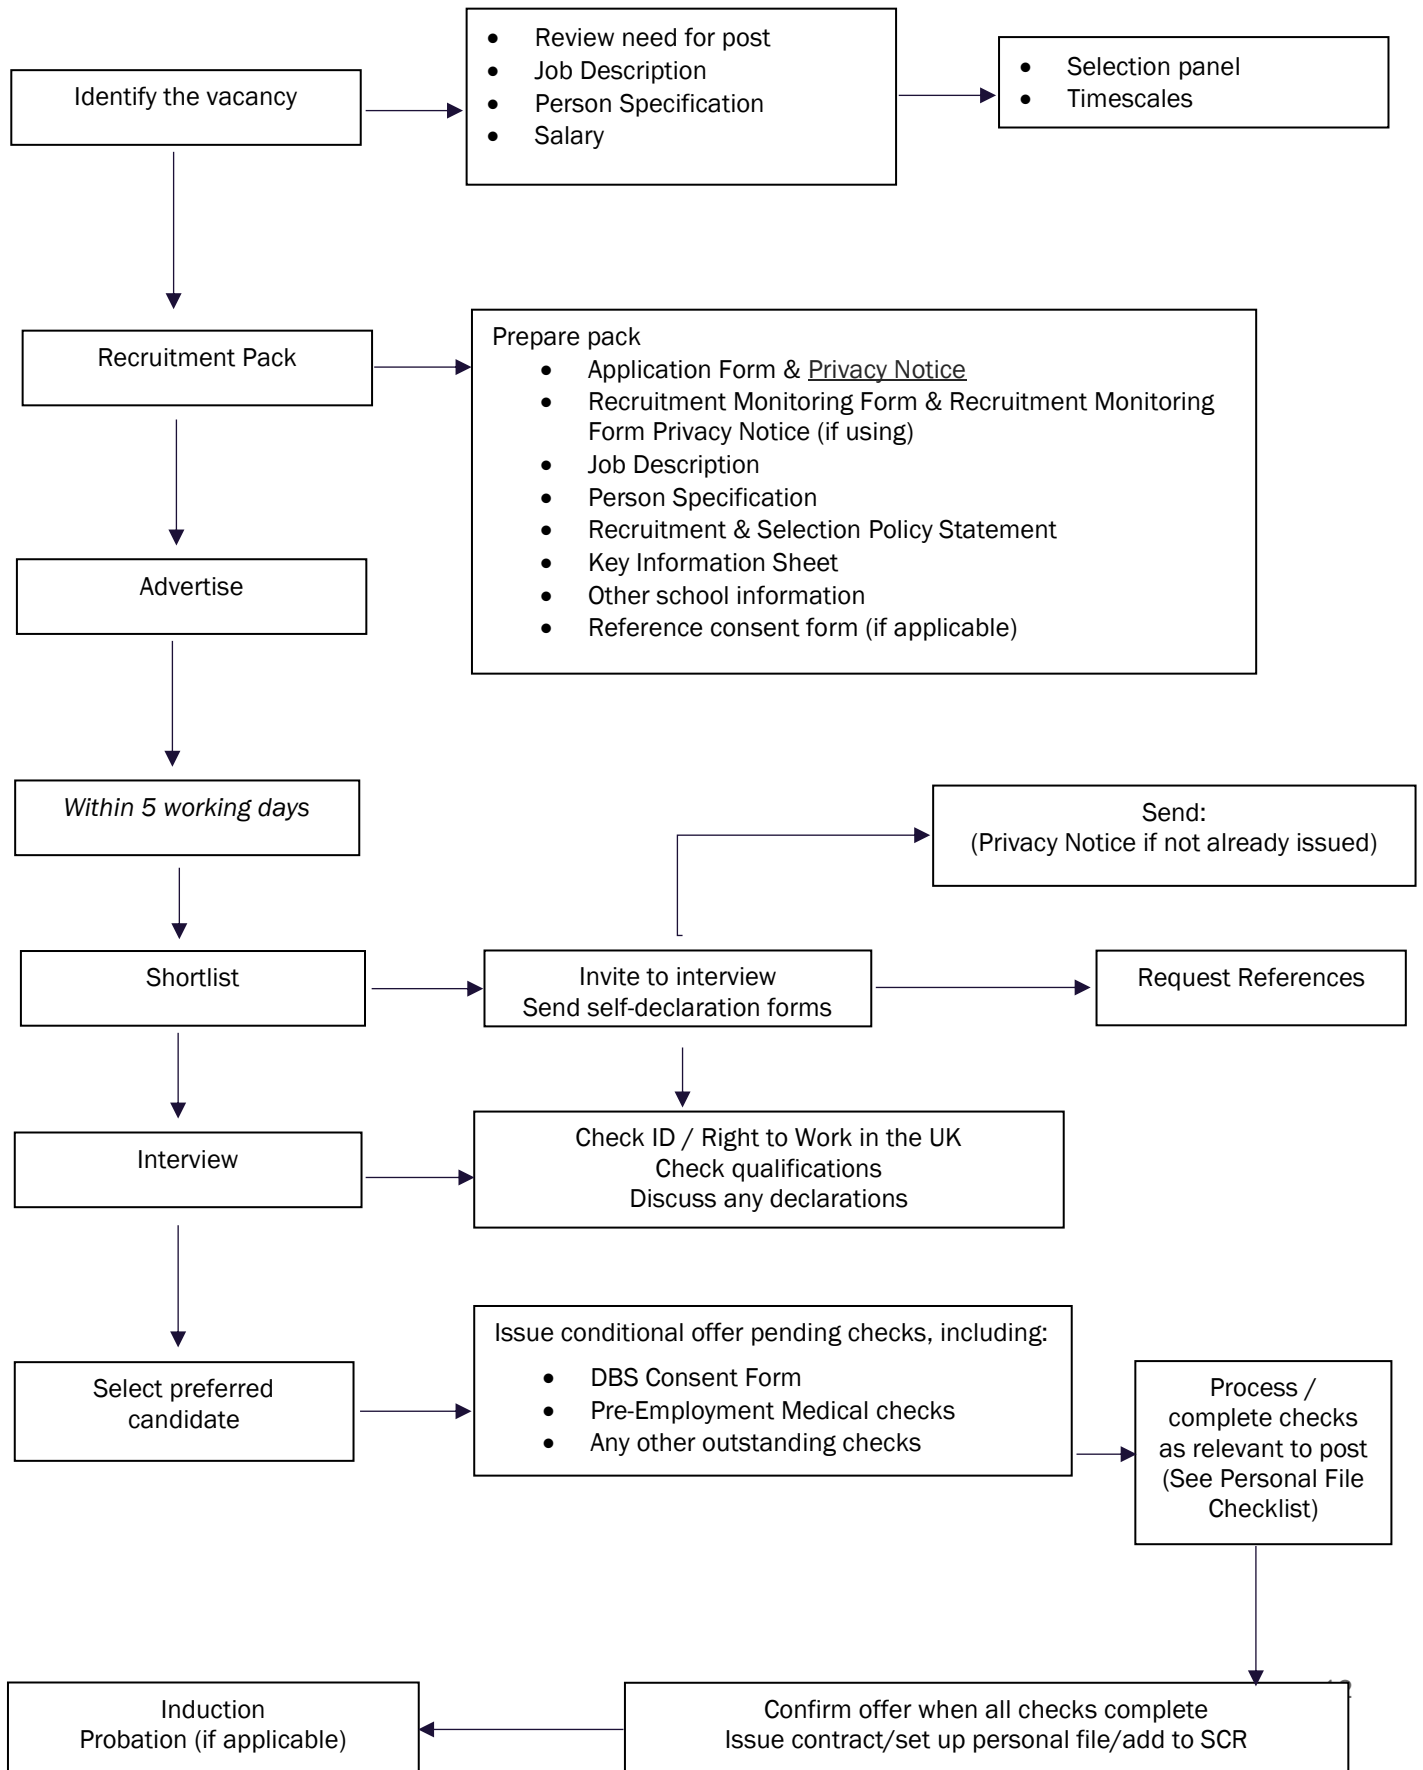 Identify the vacancy
• Review need for post
• Job Description
• Person Specification
• Salary
• Selection panel
• Timescales
Recruitment Pack
Prepare pack
• Application Form & Privacy Notice
• Recruitment Monitoring Form & Recruitment Monitoring
Form Privacy Notice (if using)
• Job Description
• Person Specification
• Recruitment & Selection Policy Statement
• Key Information Sheet
• Other school information
• Reference consent form (if applicable)
Advertise
Within 5 working days
Send:
(Privacy Notice if not already issued)
Shortlist
Invite to interview
Send self-declaration forms
Request References
Interview
Check ID / Right to Work in the UK
Check qualifications
Discuss any declarations
Select preferred
candidate
Issue conditional offer pending checks, including:
• DBS Consent Form
• Pre-Employment Medical checks
• Any other outstanding checks
Process /
complete checks
as relevant to post
(See Personal File
Checklist)
Confirm offer when all checks complete
Issue contract/set up personal file/add to SCR
Induction
Probation (if applicable)